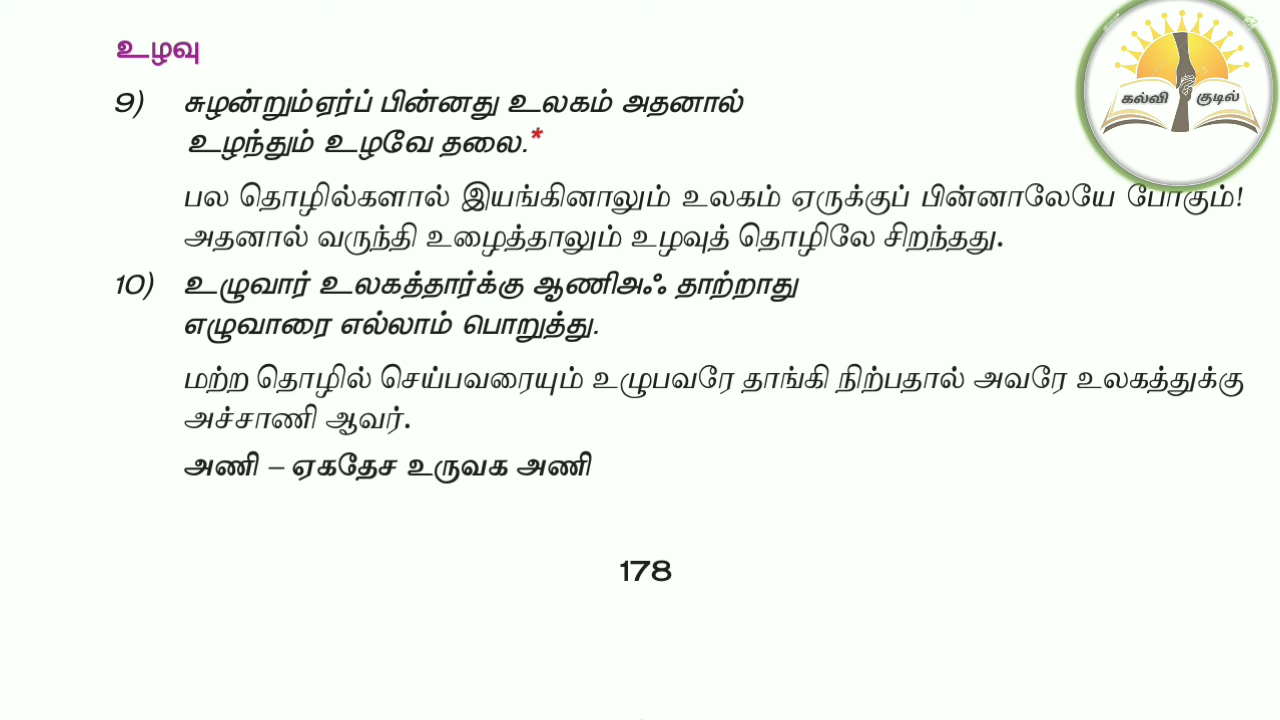 உழவு
9) சுழன்றும்ஏர்ப் பின்னது உலகம் அதனால்
உழந்தும் உழவே தலை.*
பல தொழில்களால் இயங்கினாலும் உலகம் ஏருக்குப் பின்னாலேயே போகும்!
அதனால் வருந்தி உழைத்தாலும் உழவுத் தொழிலே சிறந்தது.
10) உழுவார் உலகத்தார்க்கு ஆணிஅஃ தாற்றாது
எழுவாரை எல்லாம் பொறுத்து.
மற்ற தொழில் செய்பவரையும் உழுபவரே தாங்கி நிற்பதால் அவரே உலகத்துக்கு
அச்சாணி ஆவர்.
அணி – ஏகதேச உருவக அணி
178
கல்வி குடில்